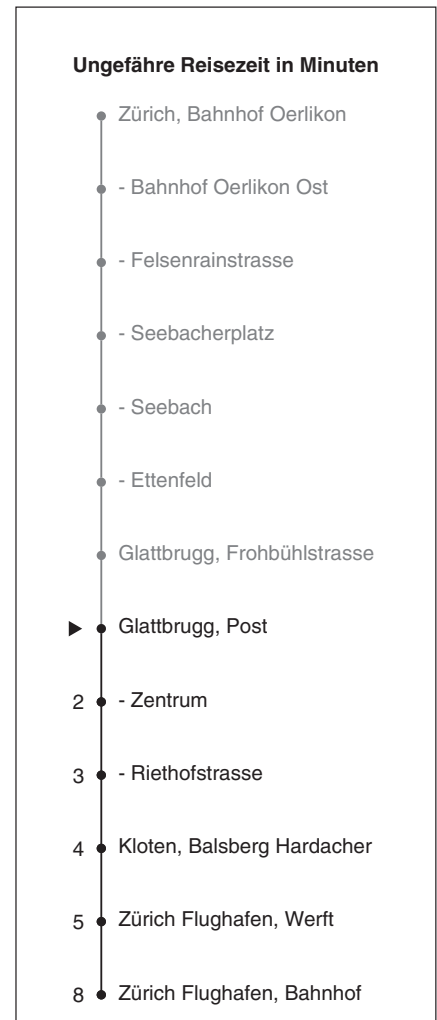 Ungefähre Reisezeit in Minuten
Zürich, Bahnhof Oerlikon
- Bahnhof Oerlikon Ost
- Felsenrainstrasse
- Seebacherplatz
- Seebach
- Ettenfeld
Glattbrugg, Frohbühlstrasse
Glattbrugg, Post
2 - Zentrum
3 - Riethofstrasse
4 Kloten, Balsberg Hardacher
5 Zürich Flughafen, Werft
8 Zürich Flughafen, Bahnhof